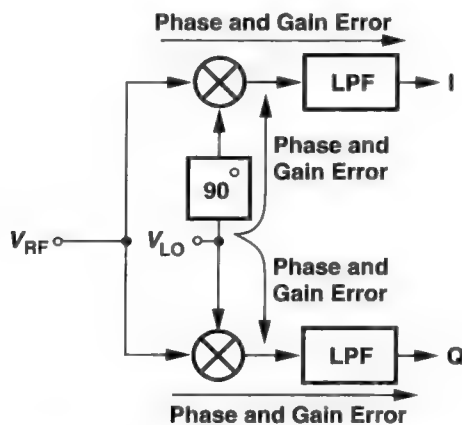 Phase and Gain Error
LPF
I
Phase and
Gain Error
90°
V_RF
V_LO
Phase and
Gain Error
LPF
Q
Phase and Gain Error